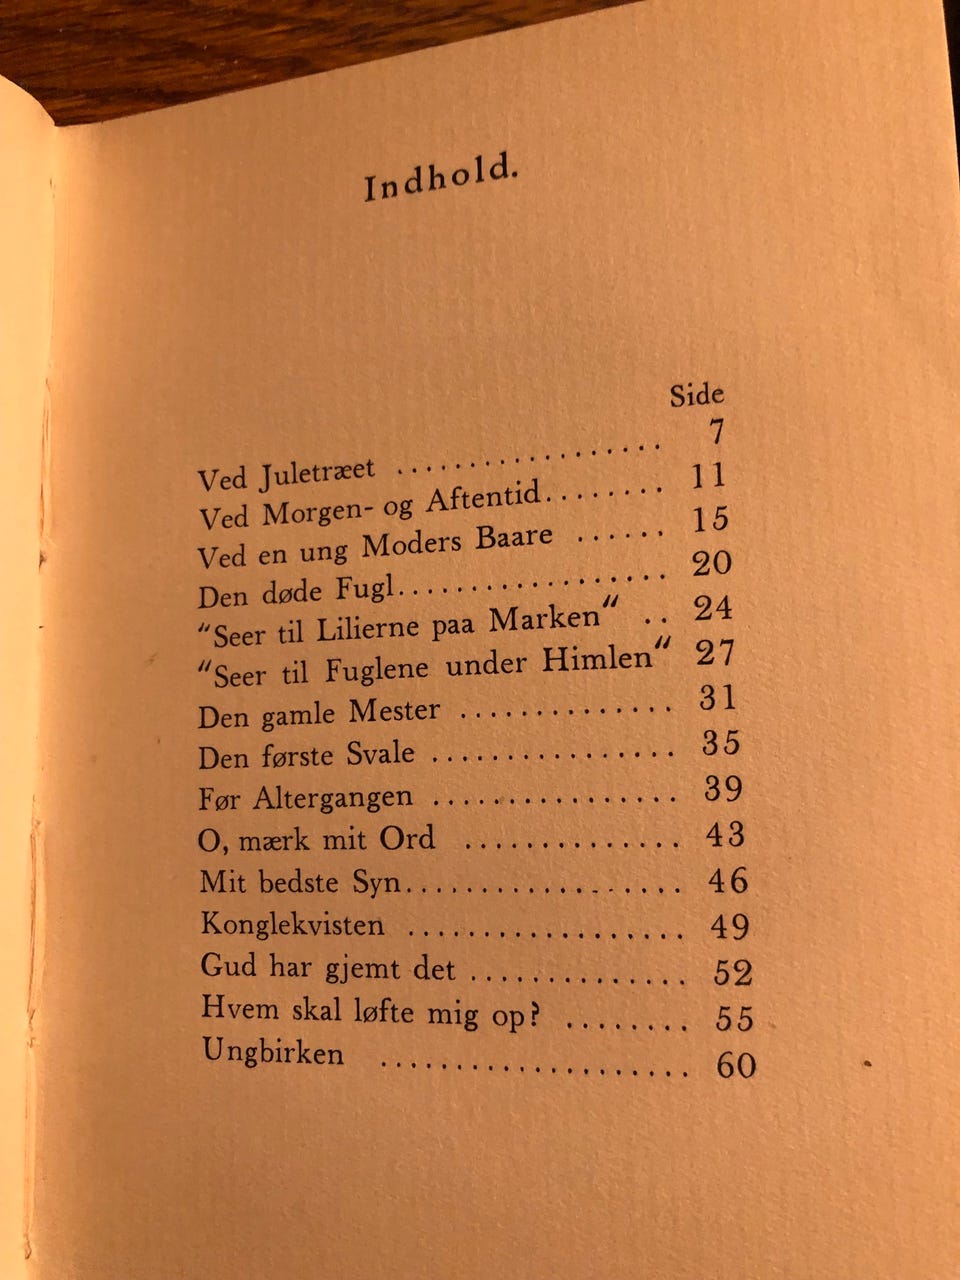 Indhold.
Side
Ved Juletræet .................. 7
Ved Morgen- og Aftentid........ 11
Ved en ung Moders Baare ...... 15
Den døde Fugl................. 20
"Seer til Lilierne paa Marken" .. 24
"Seer til Fuglene under Himlen" 27
Den gamle Mester .............. 31
Den første Svale ................ 35
Før Altergangen ................ 39
O, mærk mit Ord .............. 43
Mit bedste Syn.................. 46
Konglekvisten .................. 49
Gud har gjemt det .............. 52
Hvem skal løfte mig op? ........ 55
Ungbirken .................... 60